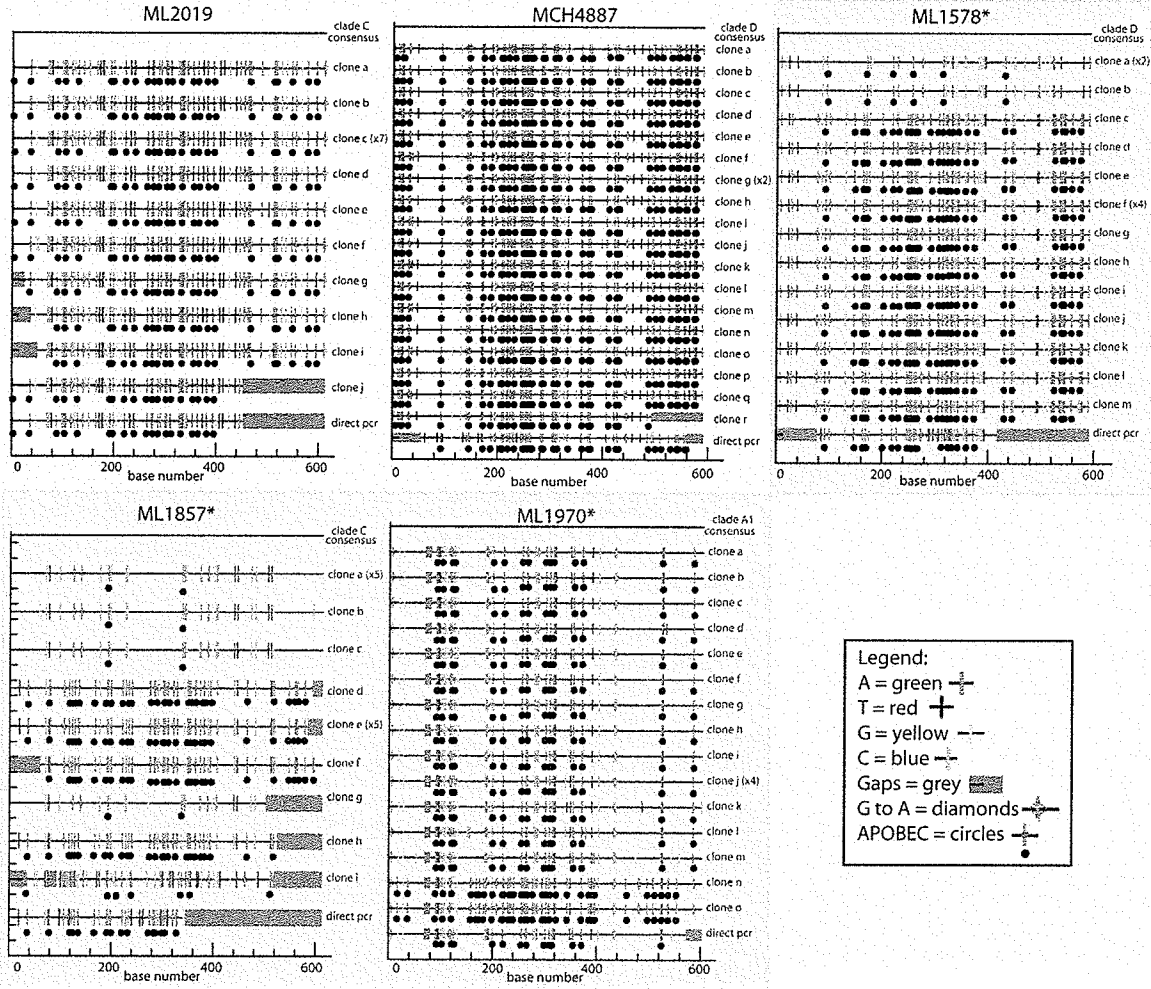 ML2019
clade C
consensus
clone a
clone b
clone c (x7)
clone d
clone e
clone f
clone g
clone h
clone i
clone j
direct pcr
0
200
400
600
base number
MCH4887
clade D
consensus
clone a
clone b
clone c
clone d
clone e
clone f
clone g (x2)
clone h
clone i
clone j
clone k
clone l
clone m
clone n
clone o
clone p
clone q
clone r
direct pcr
0
200
400
600
base number
ML1578*
clade D
consensus
clone a (x2)
clone b
clone c
clone d
clone e
clone f (x4)
clone g
clone h
clone i
clone j
clone k
clone l
clone m
direct pcr
0
200
400
600
base number
ML1857*
clade C
consensus
clone a (x5)
clone b
clone c
clone d
clone e (x5)
clone f
clone g
clone h
clone i
direct pcr
0
200
400
600
base number
ML1970*
clade A1
consensus
clone a
clone b
clone c
clone d
clone e
clone f
clone g
clone h
clone i
clone j (x4)
clone k
clone l
clone m
clone n
clone o
direct pcr
0
200
400
600
base number
Legend:
A = green
T = red
G = yellow
C = blue
Gaps = grey
G to A = diamonds
APOBEC = circles